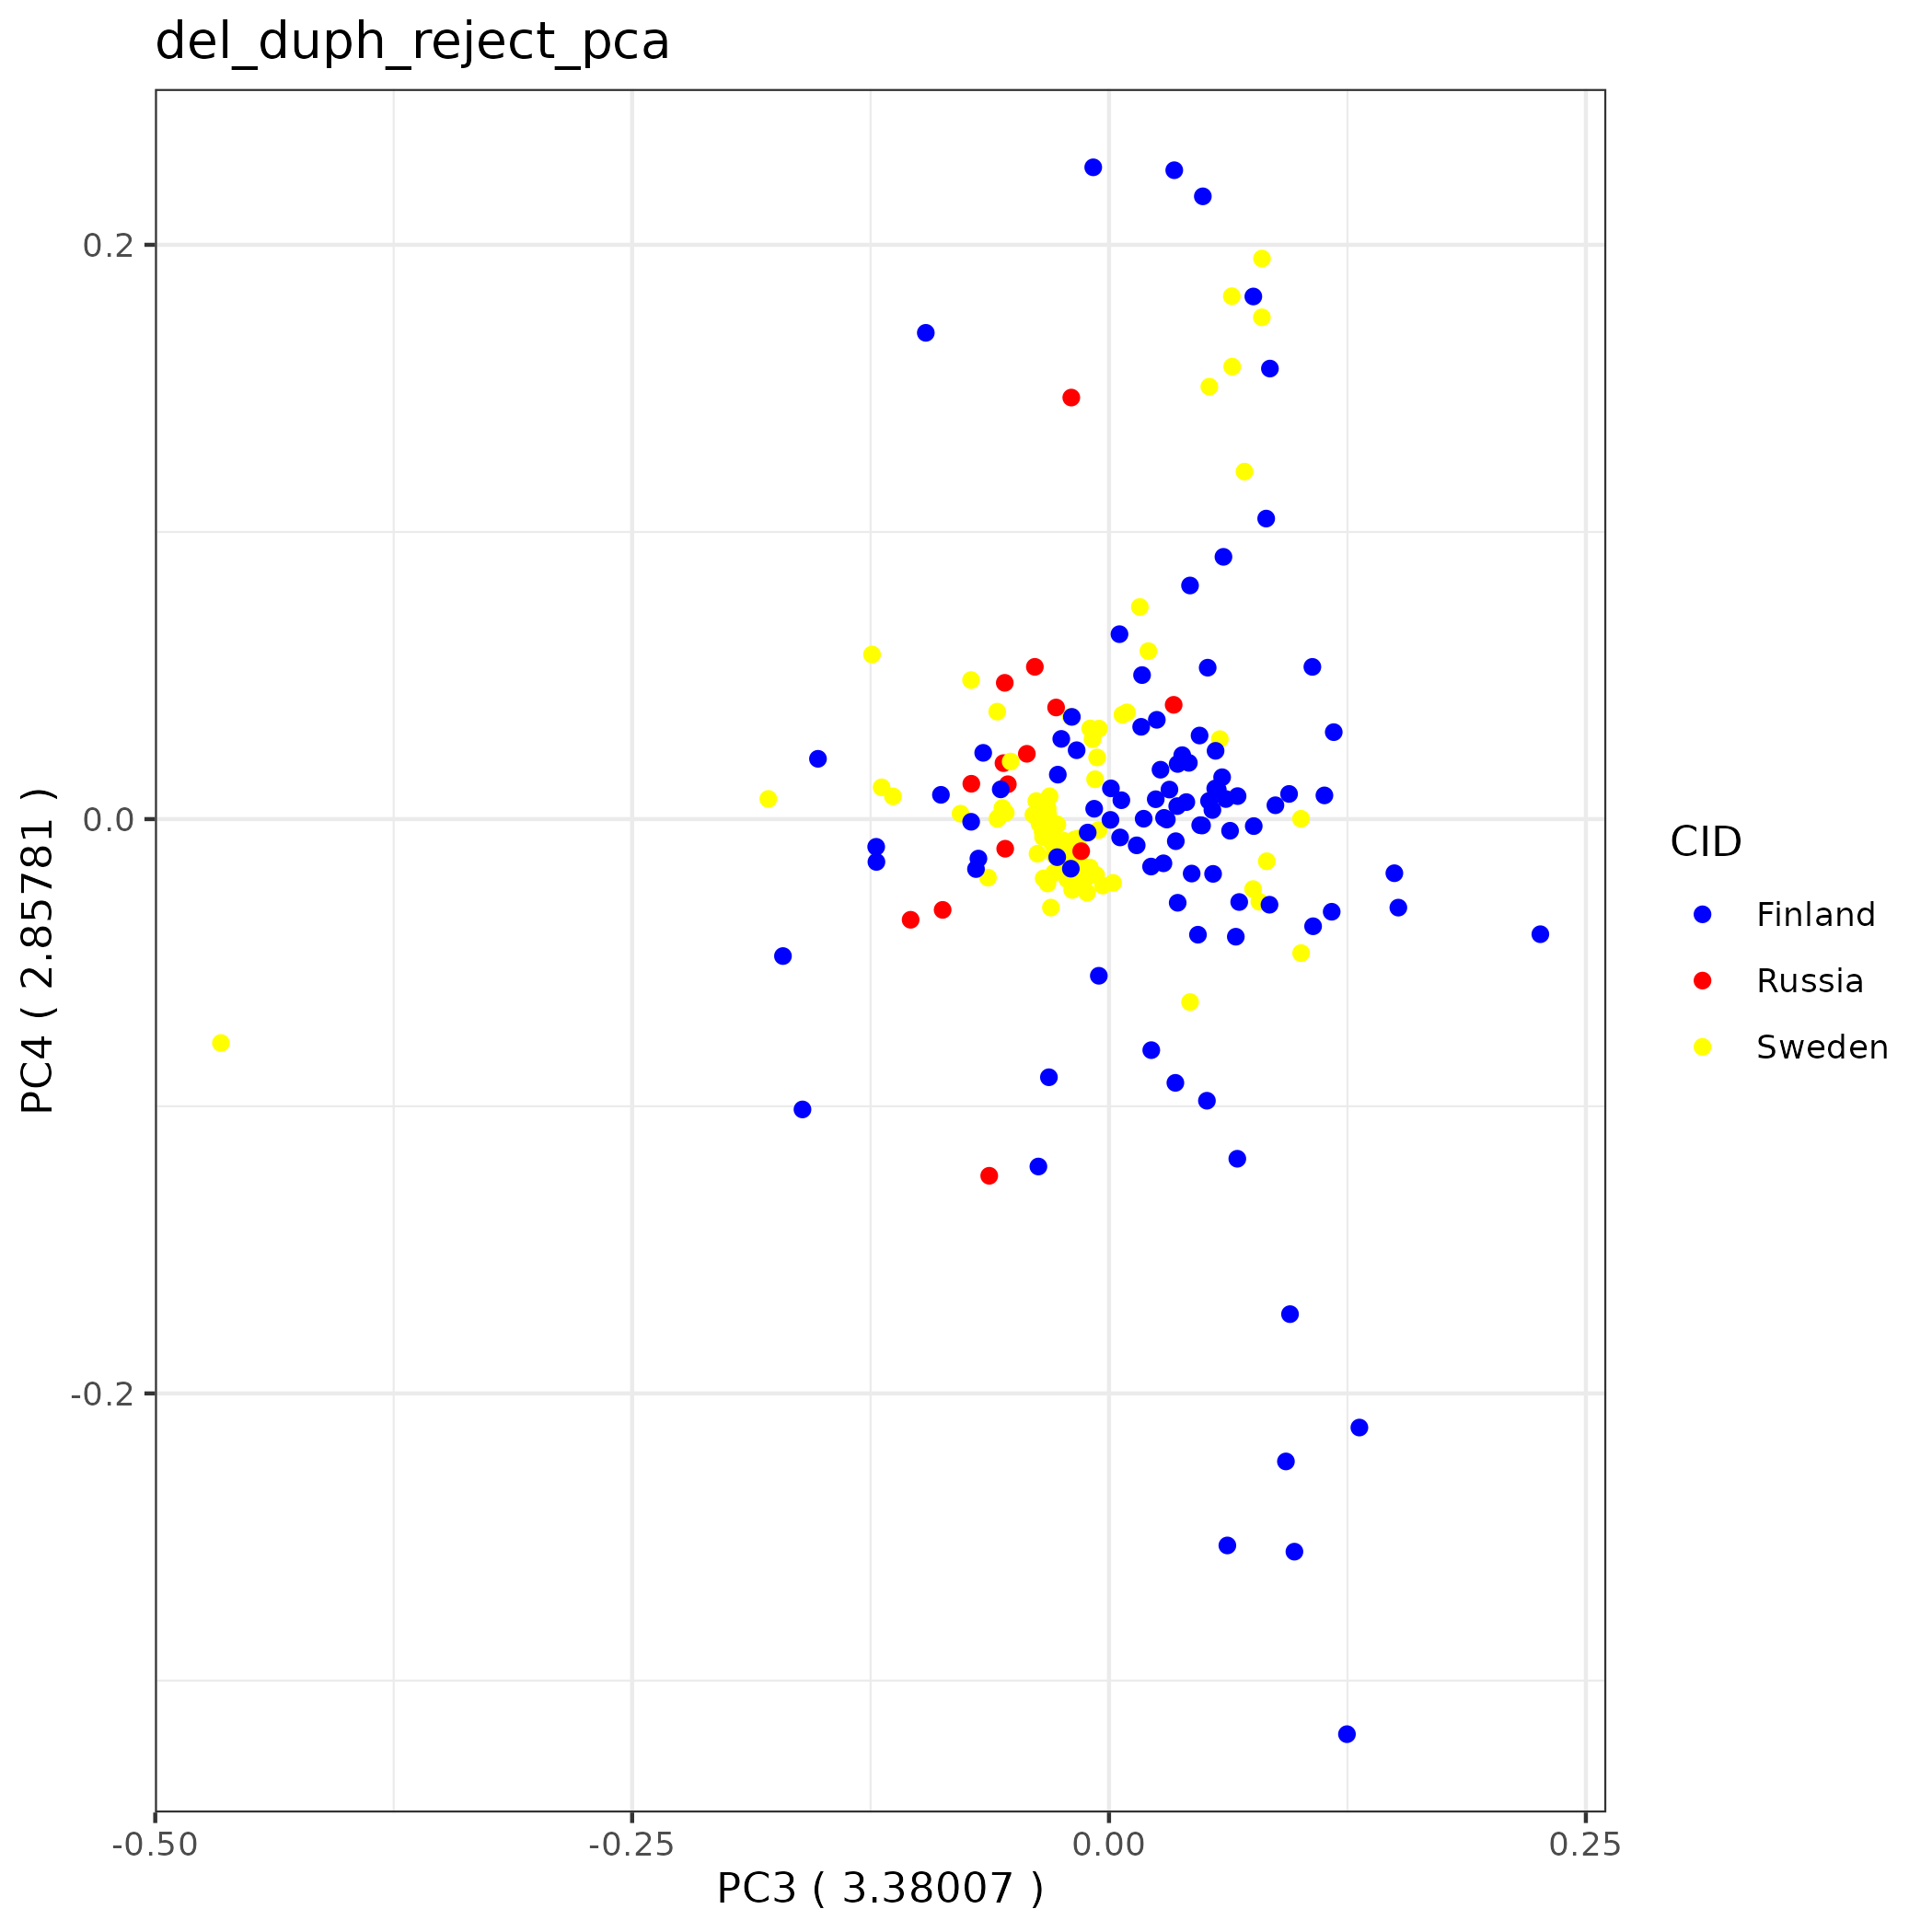 del_duph_reject_pca
0.2
0.0
-0.2
PC4 ( 2.85781 )
-0.50
-0.25
0.00
0.25
PC3 ( 3.38007 )
CID
Finland
Russia
Sweden